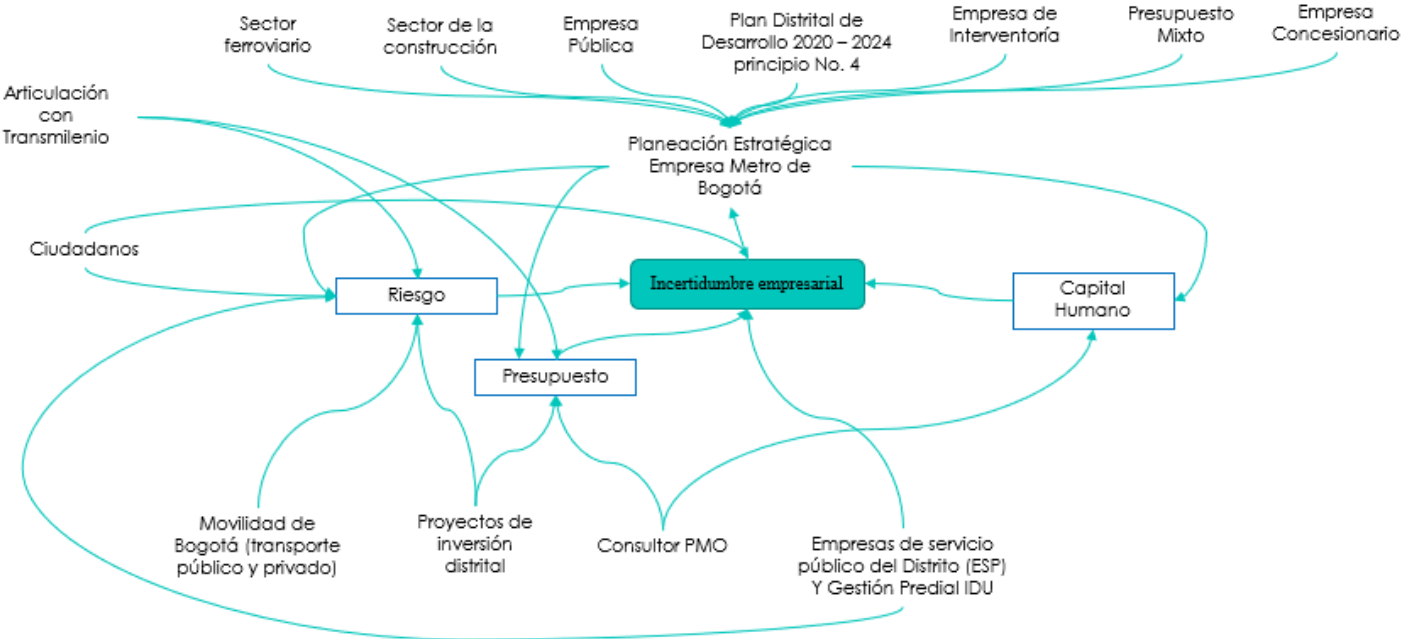 Sector
ferroviario
Sector de la
construcción
Empresa
Pública
Plan Distrital de
Desarrollo 2020 – 2024
principio No. 4
Empresa de
Interventoría
Presupuesto
Mixto
Empresa
Concesionario
Articulación
con
Transmilenio
Planeación Estratégica
Empresa Metro de
Bogotá
Ciudadanos
Riesgo
Incertidumbre empresarial
Capital
Humano
Presupuesto
Movilidad de
Bogotá (transporte
público y privado)
Proyectos de
inversión
distrital
Consultor PMO
Empresas de servicio
público del Distrito (ESP)
Y Gestión Predial IDU